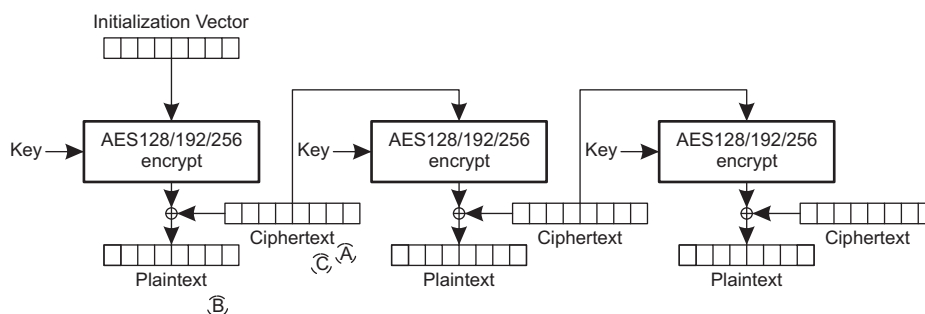 Initialization Vector
Key
AES128/192/256
encrypt
Key
AES128/192/256
encrypt
Key
AES128/192/256
encrypt
Ciphertext
Ciphertext
Ciphertext
Plaintext
Plaintext
Plaintext
C
A
B